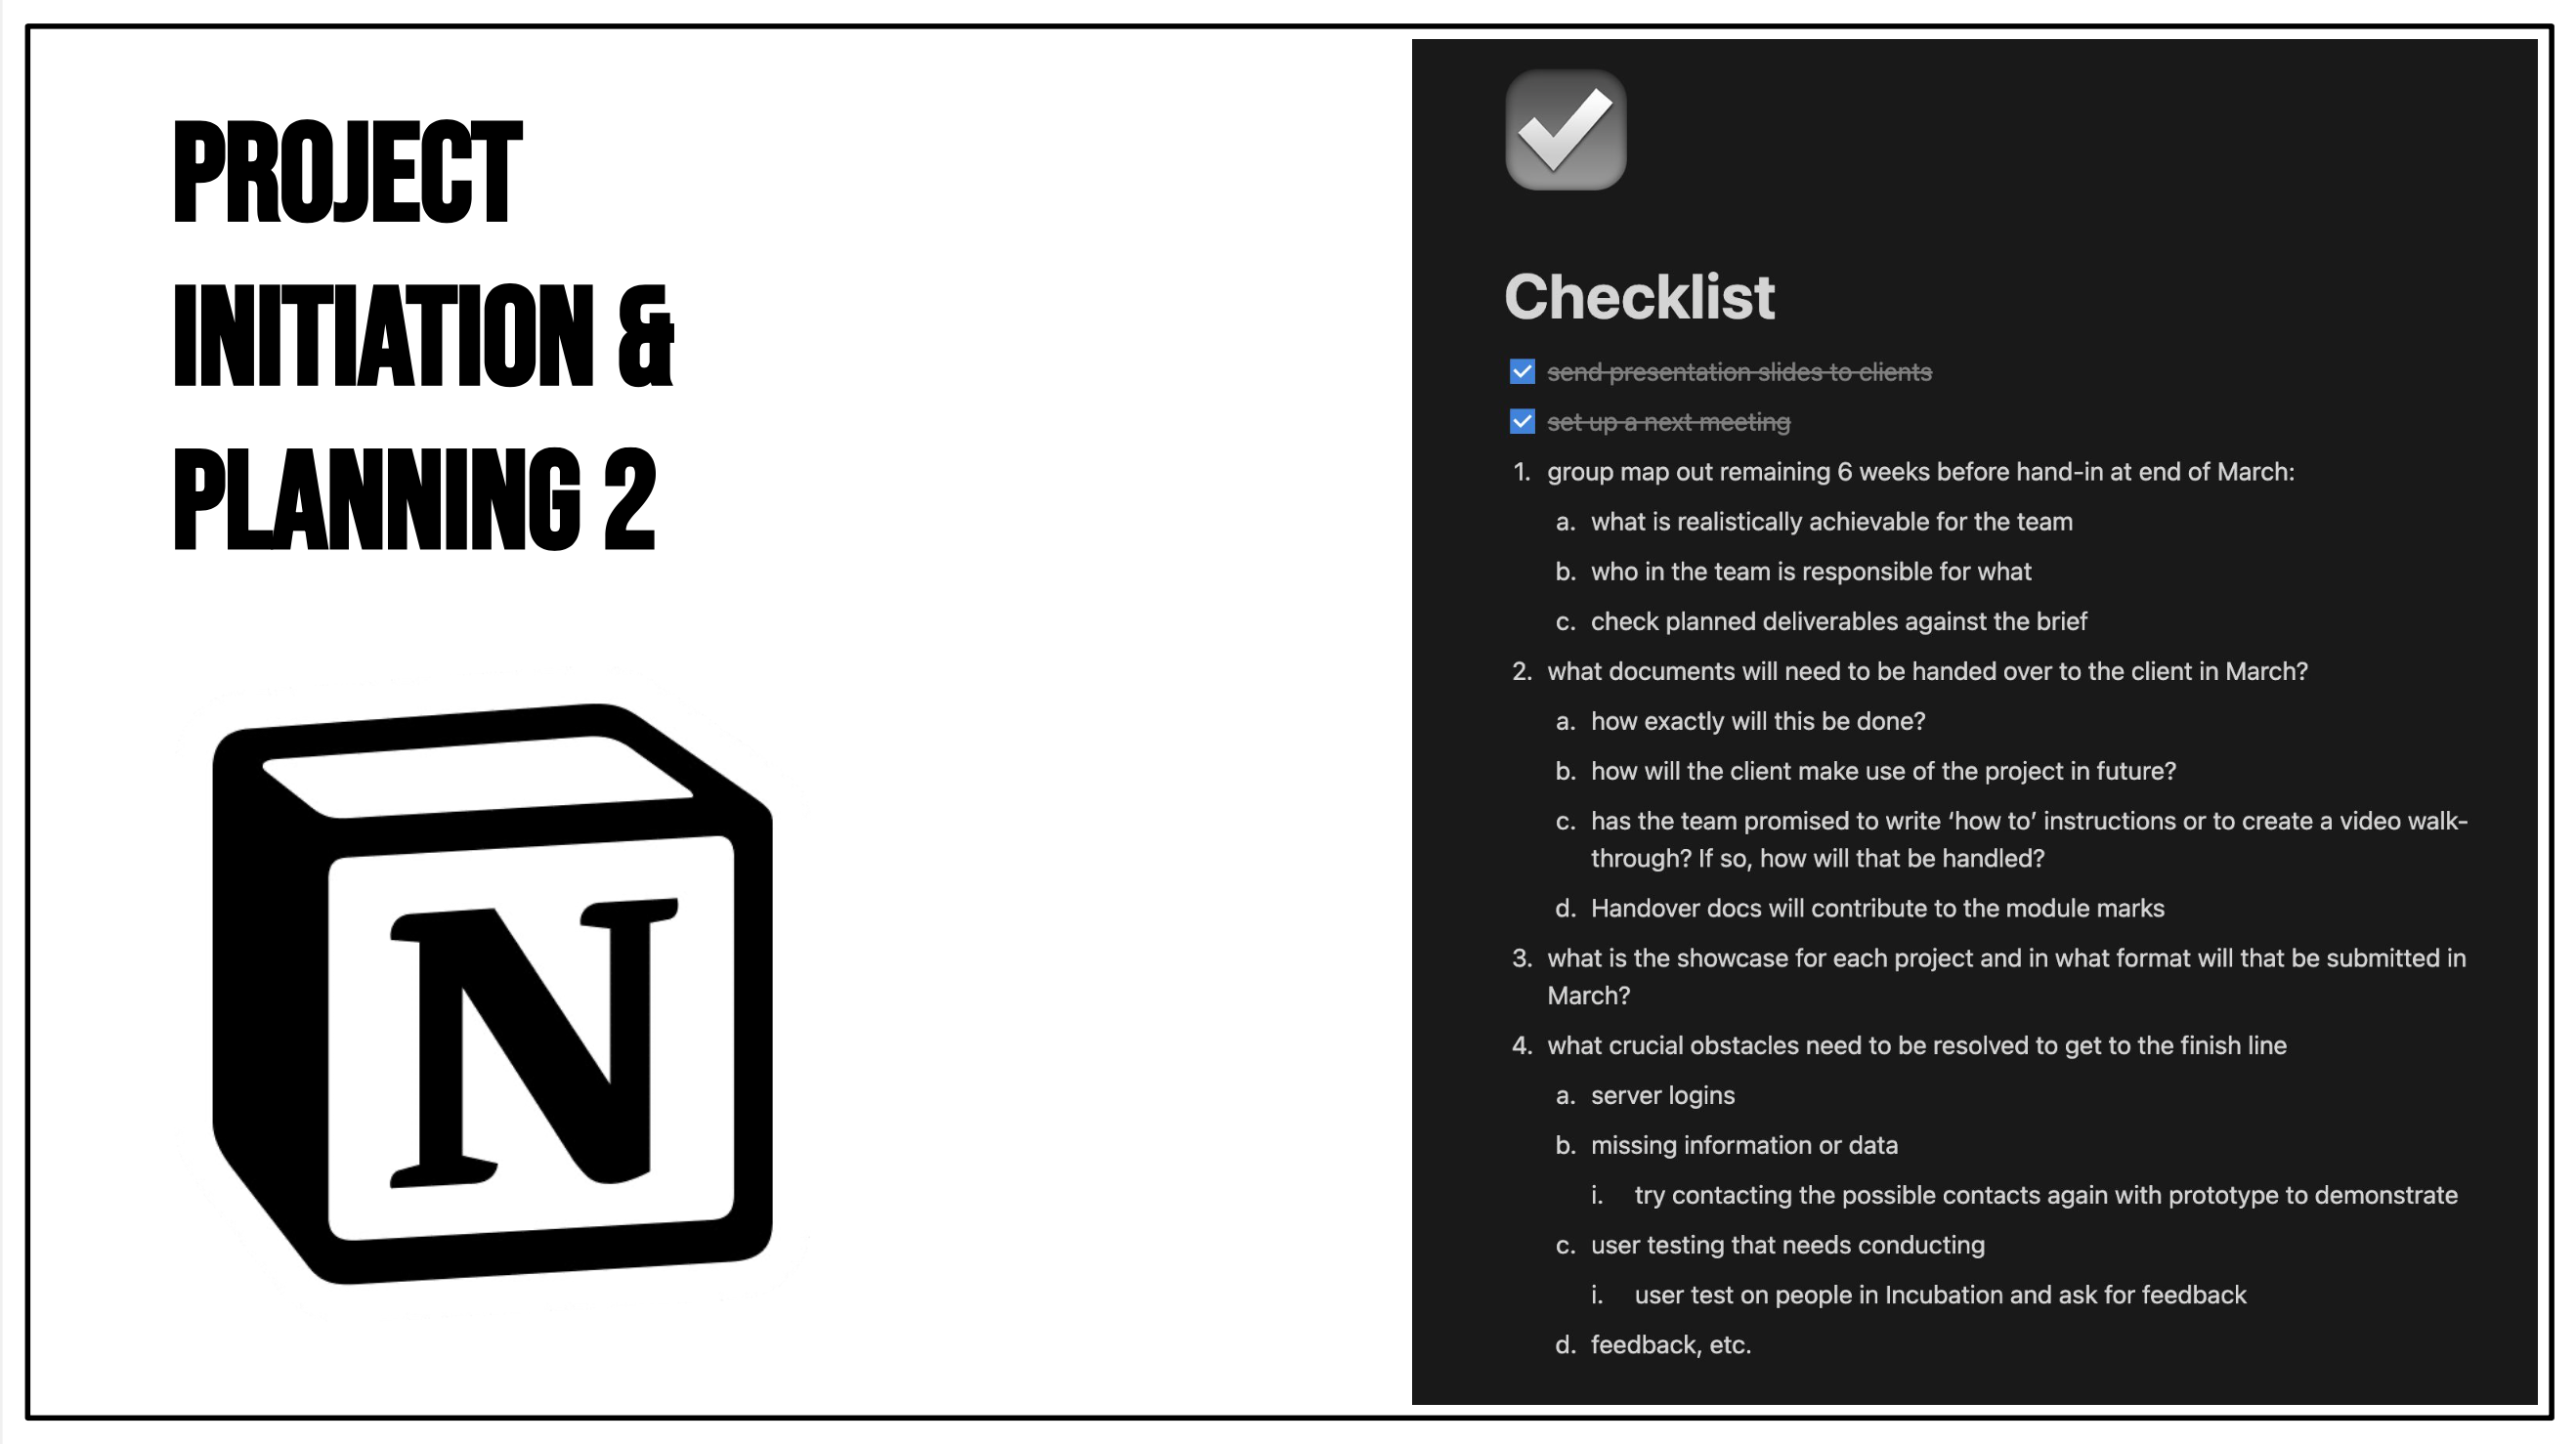 PROJECT
INITIATION &
PLANNING 2
N
Checklist
send presentation slides to clients
set up a next meeting
1. group map out remaining 6 weeks before hand-in at end of March:
a. what is realistically achievable for the team
b. who in the team is responsible for what
c. check planned deliverables against the brief
2. what documents will need to be handed over to the client in March?
a. how exactly will this be done?
b. how will the client make use of the project in future?
c. has the team promised to write ‘how to’ instructions or to create a video walk-
through? If so, how will that be handled?
d. Handover docs will contribute to the module marks
3. what is the showcase for each project and in what format will that be submitted in
March?
4. what crucial obstacles need to be resolved to get to the finish line
a. server logins
b. missing information or data
i. try contacting the possible contacts again with prototype to demonstrate
c. user testing that needs conducting
i. user test on people in Incubation and ask for feedback
d. feedback, etc.